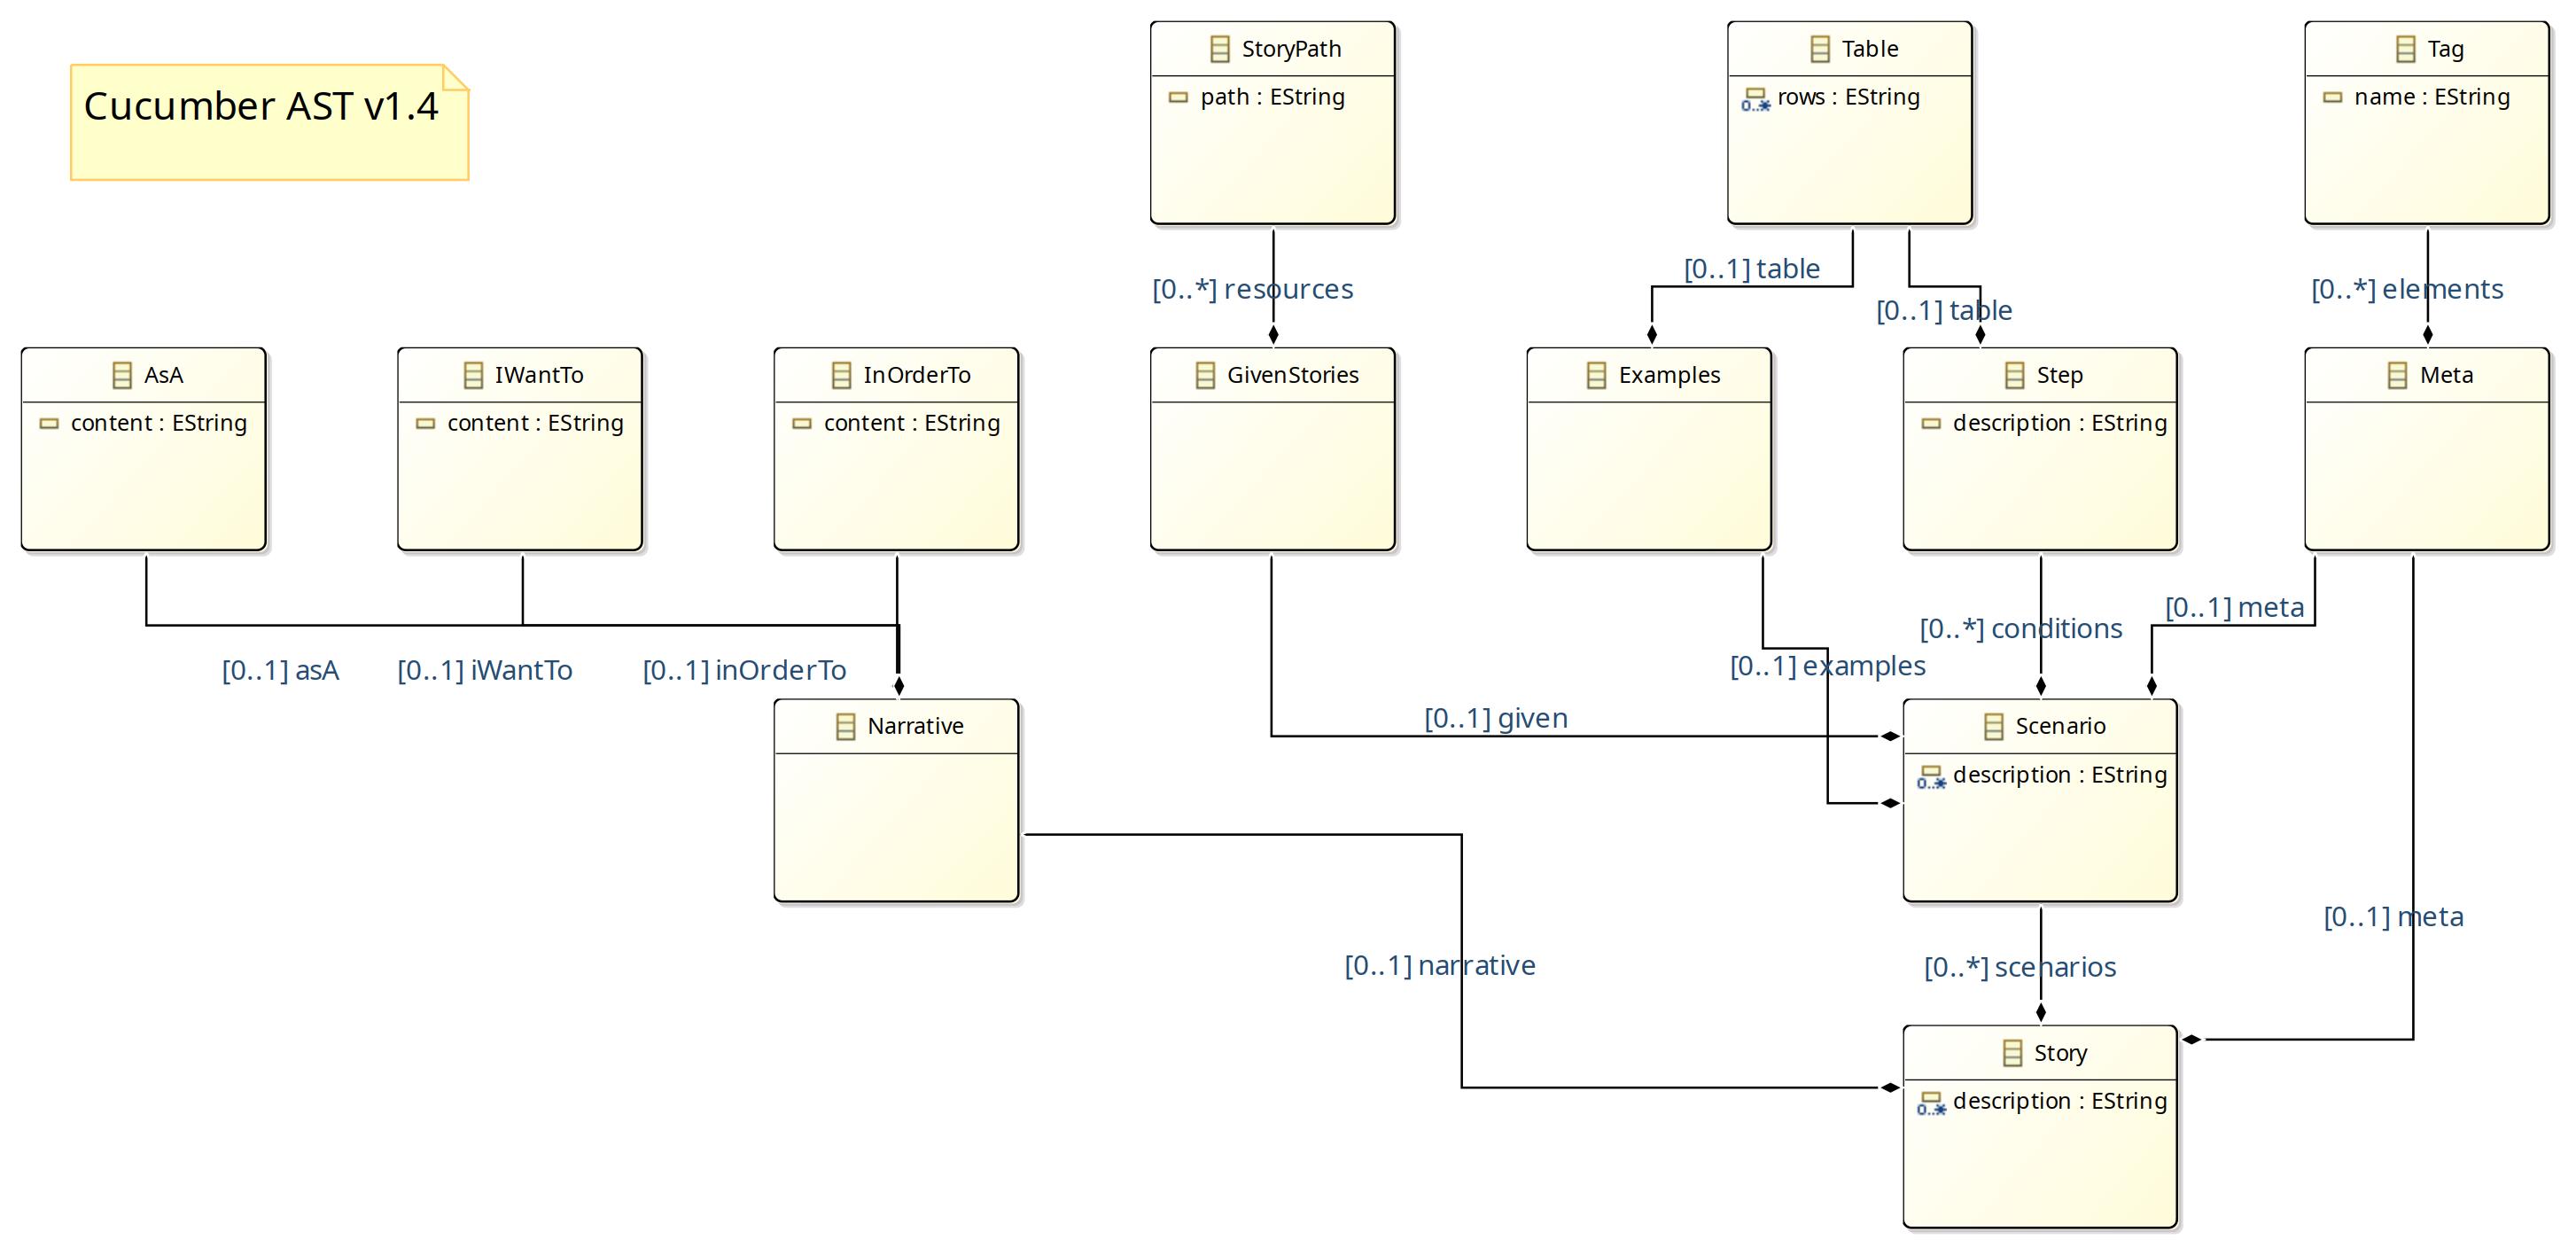 Cucumber AST v1.4
StoryPath
path : EString
Table
0..* rows : EString
Tag
name : EString
[0..*] resources
[0..1] table
[0..1] table
[0..*] elements
AsA
content : EString
IWantTo
content : EString
InOrderTo
content : EString
GivenStories
Examples
Step
description : EString
Meta
[0..1] asA
[0..1] iWantTo
[0..1] inOrderTo
[0..1] given
[0..1] examples
[0..*] conditions
[0..1] meta
Narrative
Scenario
0..* description : EString
[0..1] narrative
[0..*] scenarios
[0..1] meta
Story
0..* description : EString